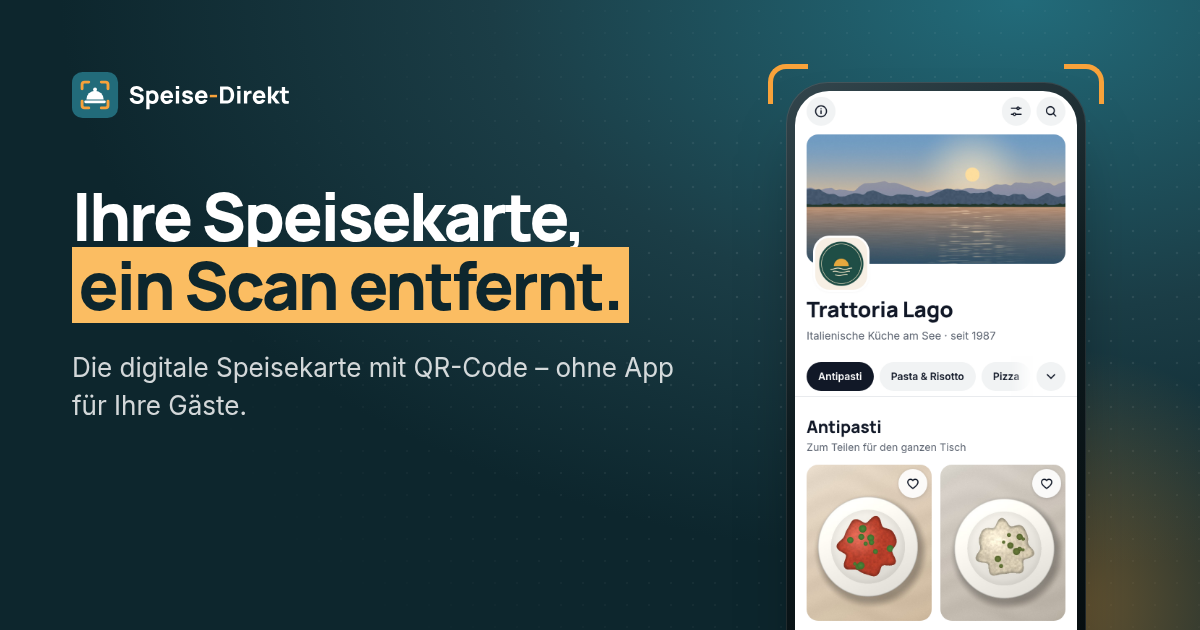 Speise-Direkt
Ihre Speisekarte,
ein Scan entfernt.
Die digitale Speisekarte mit QR-Code – ohne App
für Ihre Gäste.
Trattoria Lago
Italienische Küche am See · seit 1987
Antipasti
Pasta & Risotto
Pizza
Antipasti
Zum Teilen für den ganzen Tisch